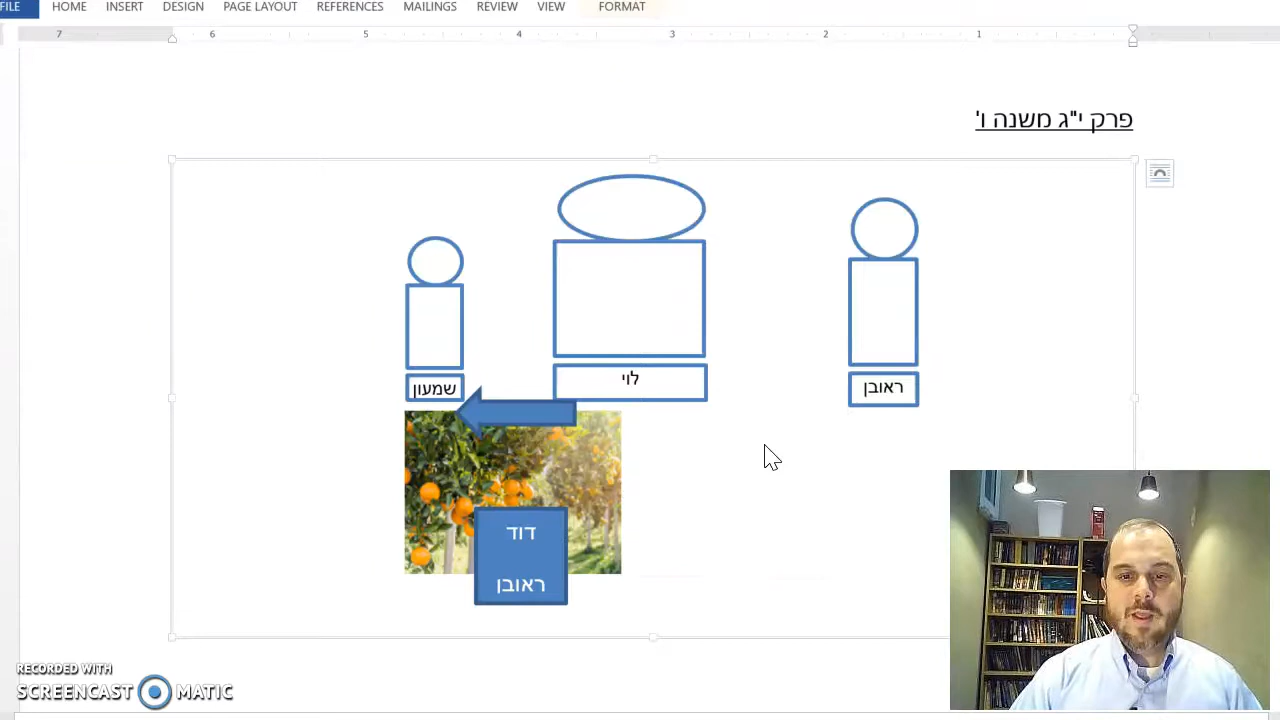 FILE HOME INSERT DESIGN PAGE LAYOUT REFERENCES MAILINGS REVIEW VIEW FORMAT
7 6 5 4 3 2 1
פרק י"ג משנה ו'
שמעון
לוי
ראובן
דוד
ראובן
RECORDED WITH
SCREENCAST MATIC